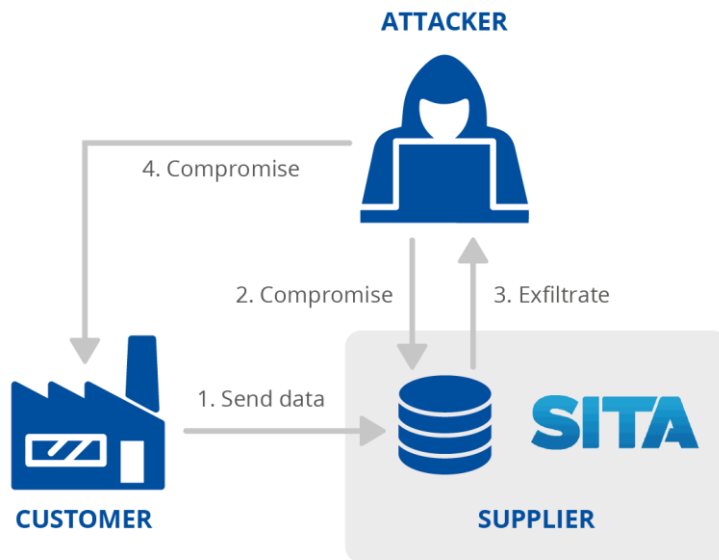 ATTACKER
4. Compromise
2. Compromise
3. Exfiltrate
1. Send data
SITA
CUSTOMER
SUPPLIER